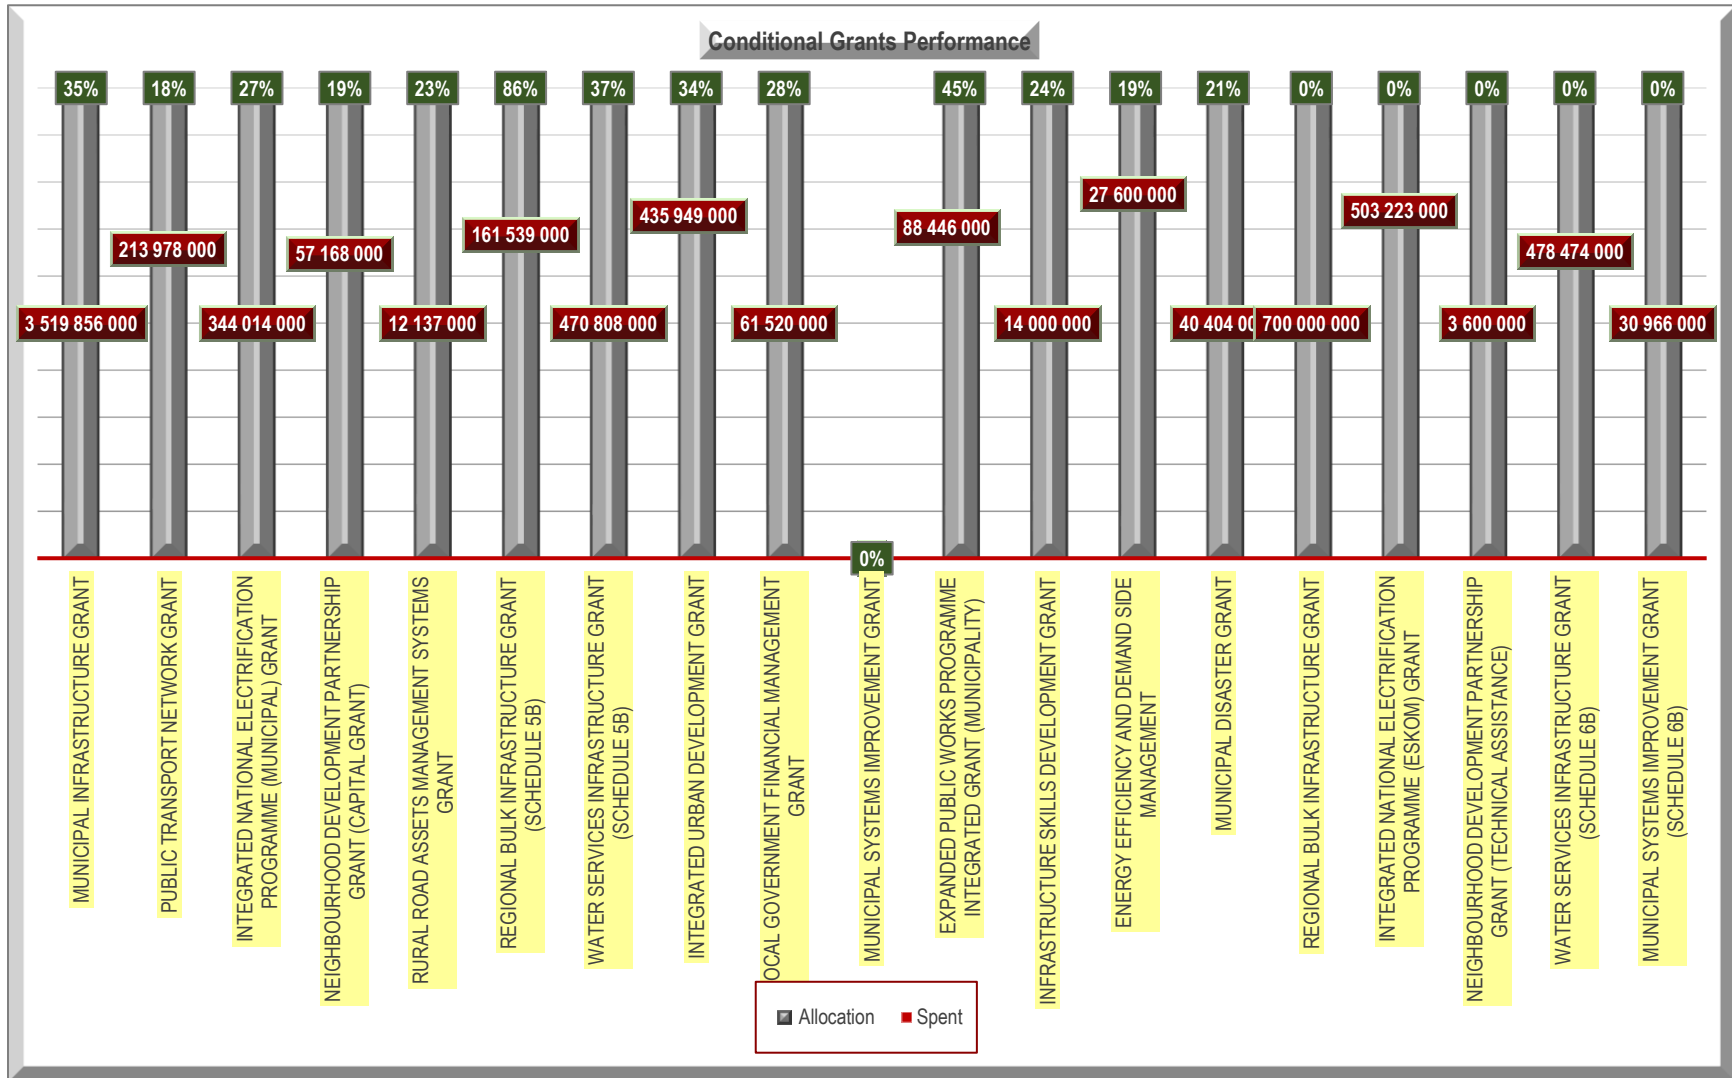 Conditional Grants Performance
35%
18%
27%
19%
23%
86%
37%
34%
28%
45%
24%
19%
21%
0%
0%
0%
0%
0%
27 600 000
503 223 000
435 949 000
88 446 000
161 539 000
213 978 000
57 168 000
478 474 000
3 519 856 000
344 014 000
12 137 000
470 808 000
61 520 000
14 000 000
40 404 00
700 000 000
3 600 000
30 966 000
0%
MUNICIPAL INFRASTRUCTURE GRANT
PUBLIC TRANSPORT NETWORK GRANT
INTEGRATED NATIONAL ELECTRIFICATION
PROGRAMME (MUNICIPAL) GRANT
NEIGHBOURHOOD DEVELOPMENT PARTNERSHIP
GRANT (CAPITAL GRANT)
RURAL ROAD ASSETS MANAGEMENT SYSTEMS
GRANT
REGIONAL BULK INFRASTRUCTURE GRANT
(SCHEDULE 5B)
WATER SERVICES INFRASTRUCTURE GRANT
(SCHEDULE 5B)
INTEGRATED URBAN DEVELOPMENT GRANT
OCAL GOVERNMENT FINANCIAL MANAGEMENT
GRANT
MUNICIPAL SYSTEMS IMPROVEMENT GRANT
EXPANDED PUBLIC WORKS PROGRAMME
INTEGRATED GRANT (MUNICIPALITY)
INFRASTRUCTURE SKILLS DEVELOPMENT GRANT
ENERGY EFFICIENCY AND DEMAND SIDE
MANAGEMENT
MUNICIPAL DISASTER GRANT
REGIONAL BULK INFRASTRUCTURE GRANT
INTEGRATED NATIONAL ELECTRIFICATION
PROGRAMME (ESKOM) GRANT
NEIGHBOURHOOD DEVELOPMENT PARTNERSHIP
GRANT (TECHNICAL ASSISTANCE)
WATER SERVICES INFRASTRUCTURE GRANT
(SCHEDULE 6B)
MUNICIPAL SYSTEMS IMPROVEMENT GRANT
(SCHEDULE 6B)
Allocation
Spent